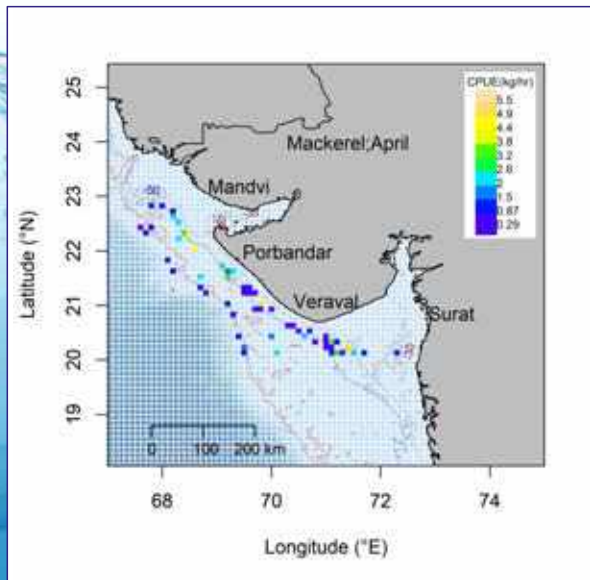 CPUE(kg/hr)
5.5
4.9
4.4
3.8
3.2
2.6
2
1.5
0.87
0.29
Mackerel;April
Mandvi
-50
Porbandar
Veraval
Surat
0 100 200 km
25
24
23
22
21
20
19
Latitude (°N)
68 70 72 74
Longitude (°E)